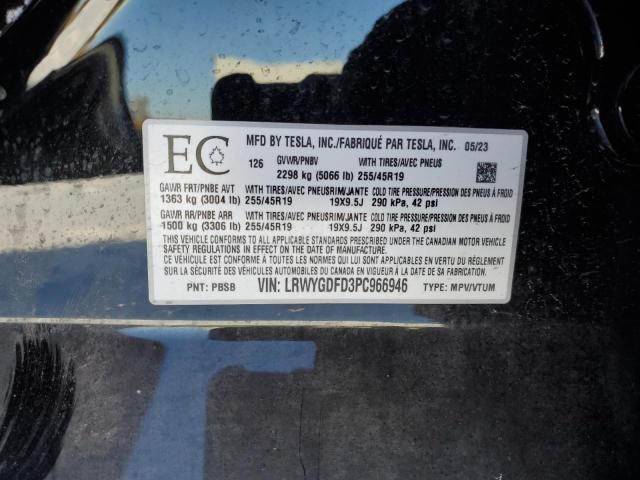 EC
MFD BY TESLA, INC./FABRIQUÉ PAR TESLA, INC. 05/23
126 GVWR/PNBV WITH TIRES/AVEC PNEUS
2298 kg (5066 lb) 255/45R19
GAWR FRT/PNBE AVT WITH TIRES/AVEC PNEUS RIM/JANTE COLD TIRE PRESSURE/PRESSION DES PNEUS À FROID
1363 kg (3004 lb) 255/45R19 19X9.5J 290 kPa, 42 psi
GAWR RR/PNBE ARR WITH TIRES/AVEC PNEUS RIM/JANTE COLD TIRE PRESSURE/PRESSION DES PNEUS À FROID
1500 kg (3306 lb) 255/45R19 19X9.5J 290 kPa, 42 psi
THIS VEHICLE CONFORMS TO ALL APPLICABLE STANDARDS PRESCRIBED UNDER THE CANADIAN MOTOR VEHICLE
SAFETY REGULATIONS IN EFFECT ON THE DATE OF MANUFACTURE.
CE VÉHICULE EST CONFORME À TOUTES LES NORMES QUI LUI SONT APPLICABLES EN VERTU DU RÈGLEMENT
SUR LA SÉCURITÉ DES VÉHICULES AUTOMOBILES DU CANADA EN VIGUEUR À LA DATE DE SA FABRICATION.
PNT: PBSB VIN: LRWYGDFD3PC966946 TYPE: MPV/VTUM